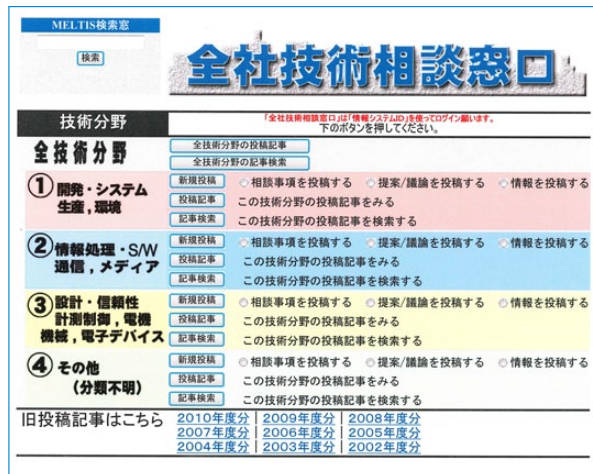 MELTIS検索窓
検索
全社技術相談窓口
技術分野
「全社技術相談窓口」は「情報システムID」を使ってログイン願います。
下のボタンを押してください。
全技術分野
全技術分野の投稿記事
全技術分野の記事検索
① 開発・システム
生産,環境
新規投稿 相談事項を投稿する 提案/議論を投稿する 情報を投稿する
投稿記事 この技術分野の投稿記事をみる
記事検索 この技術分野の投稿記事を検索する
② 情報処理・S/W
通信,メディア
新規投稿 相談事項を投稿する 提案/議論を投稿する 情報を投稿する
投稿記事 この技術分野の投稿記事をみる
記事検索 この技術分野の投稿記事を検索する
③ 設計・信頼性
計測制御,電機
機械,電子デバイス
新規投稿 相談事項を投稿する 提案/議論を投稿する 情報を投稿する
投稿記事 この技術分野の投稿記事をみる
記事検索 この技術分野の投稿記事を検索する
④ その他
(分類不明)
新規投稿 相談事項を投稿する 提案/議論を投稿する 情報を投稿する
投稿記事 この技術分野の投稿記事をみる
記事検索 この技術分野の投稿記事を検索する
旧投稿記事はこちら
2010年度分 | 2009年度分 | 2008年度分
2007年度分 | 2006年度分 | 2005年度分
2004年度分 | 2003年度分 | 2002年度分